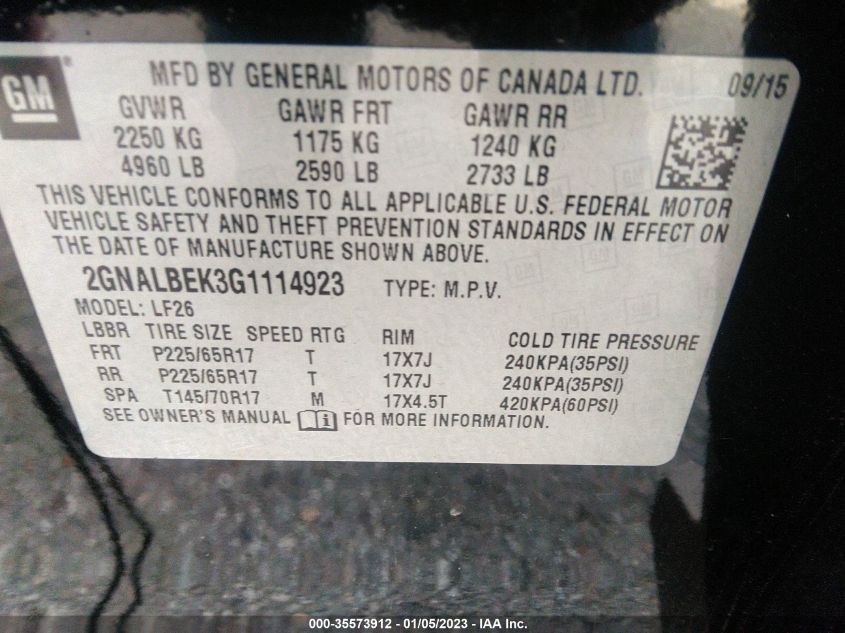 GM ®
MFD BY GENERAL MOTORS OF CANADA LTD. 09/15
GVWR GAWR FRT GAWR RR
2250 KG 1175 KG 1240 KG
4960 LB 2590 LB 2733 LB
THIS VEHICLE CONFORMS TO ALL APPLICABLE U.S. FEDERAL MOTOR
VEHICLE SAFETY AND THEFT PREVENTION STANDARDS IN EFFECT ON
THE DATE OF MANUFACTURE SHOWN ABOVE.
2GNALBEK3G1114923 TYPE: M.P.V.
MODEL: LF26
LBBR TIRE SIZE SPEED RTG RIM COLD TIRE PRESSURE
FRT P225/65R17 T 17X7J 240KPA(35PSI)
RR P225/65R17 T 17X7J 240KPA(35PSI)
SPA T145/70R17 M 17X4.5T 420KPA(60PSI)
SEE OWNER'S MANUAL FOR MORE INFORMATION.
000-35573912 - 01/05/2023 - IAA Inc.